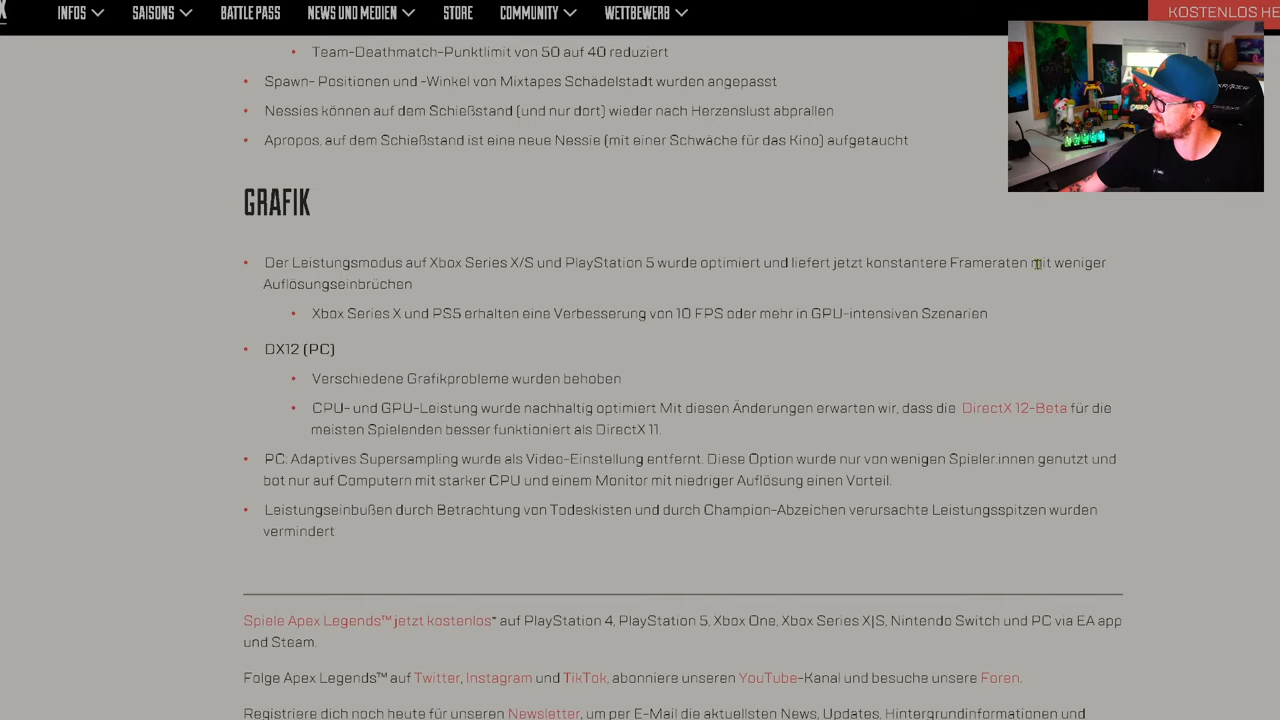 INFOS SAISONS BATTLE PASS NEWS UND MEDIEN STORE COMMUNITY WETTBEWERB KOSTENLOS HE
Team-Deathmatch-Punktlimit von 50 auf 40 reduziert
Spawn- Positionen und -Winkel von Mixtapes Schädelstadt wurden angepasst
Nessies können auf dem Schießstand (und nur dort) wieder nach Herzenslust abprallen
Apropos, auf dem Schießstand ist eine neue Nessie (mit einer Schwäche für das Kino) aufgetaucht
GRAFIK
Der Leistungsmodus auf Xbox Series X/S und PlayStation 5 wurde optimiert und liefert jetzt konstantere Frameraten mit weniger
Auflösungseinbrüchen
Xbox Series X und PS5 erhalten eine Verbesserung von 10 FPS oder mehr in GPU-intensiven Szenarien
DX12 (PC)
Verschiedene Grafikprobleme wurden behoben
CPU- und GPU-Leistung wurde nachhaltig optimiert Mit diesen Änderungen erwarten wir, dass die DirectX 12-Beta für die
meisten Spielenden besser funktioniert als DirectX 11.
PC: Adaptives Supersampling wurde als Video-Einstellung entfernt. Diese Option wurde nur von wenigen Spieler:innen genutzt und
bot nur auf Computern mit starker CPU und einem Monitor mit niedriger Auflösung einen Vorteil.
Leistungseinbußen durch Betrachtung von Todeskisten und durch Champion-Abzeichen verursachte Leistungsspitzen wurden
vermindert
Spiele Apex Legends™ jetzt kostenlos* auf PlayStation 4, PlayStation 5, Xbox One, Xbox Series X|S, Nintendo Switch und PC via EA app
und Steam.
Folge Apex Legends™ auf Twitter, Instagram und TikTok, abonniere unseren YouTube-Kanal und besuche unsere Foren.
Registriere dich noch heute für unseren Newsletter, um per E-Mail die aktuellsten News, Updates, Hintergrundinformationen und